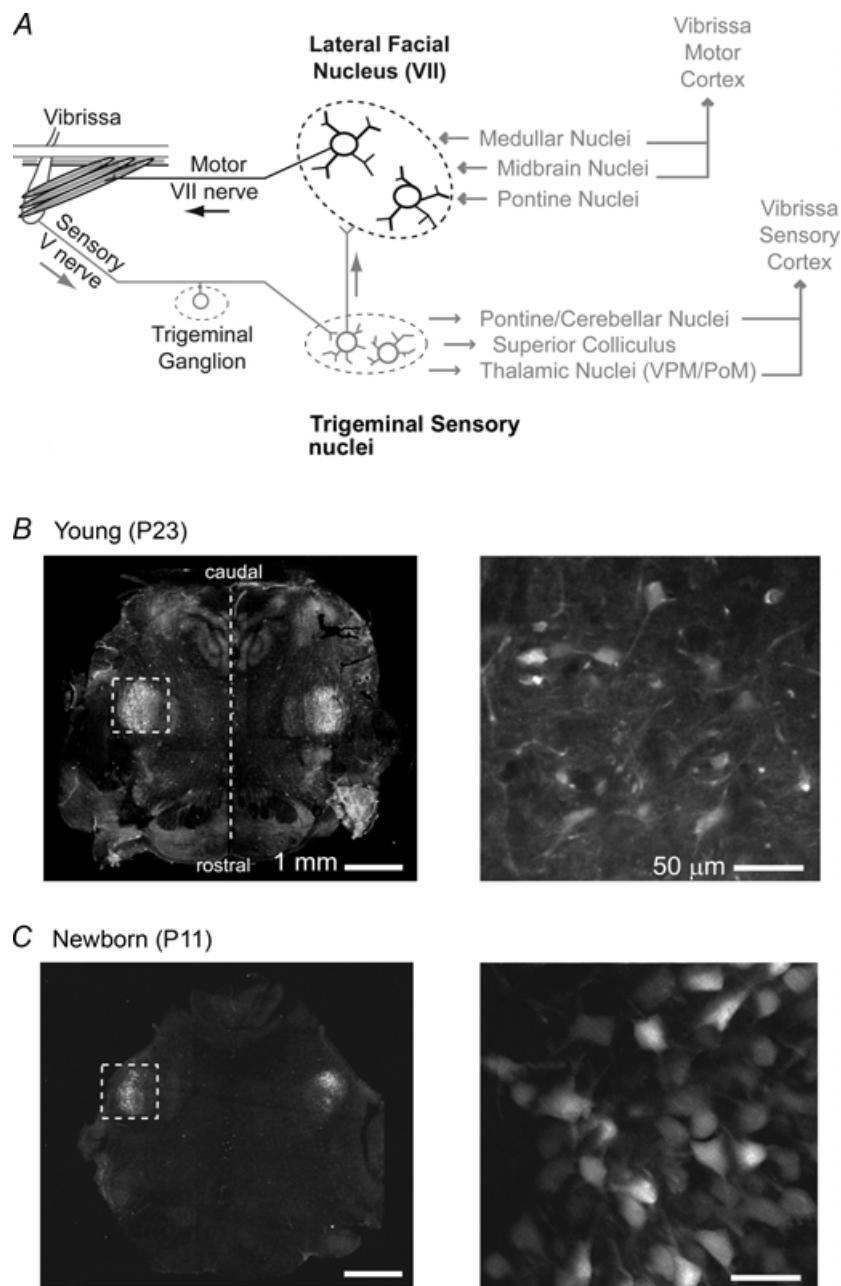 A
Lateral Facial
Nucleus (VII)
Vibrissa
Motor
Cortex
Vibrissa
Motor
VII nerve
Medullar Nuclei
Midbrain Nuclei
Pontine Nuclei
Vibrissa
Sensory
Cortex
Sensory
V nerve
Trigeminal
Ganglion
Pontine/Cerebellar Nuclei
Superior Colliculus
Thalamic Nuclei (VPM/PoM)
Trigeminal Sensory
nuclei
B Young (P23)
caudal
rostral
1 mm
50 μm
C Newborn (P11)